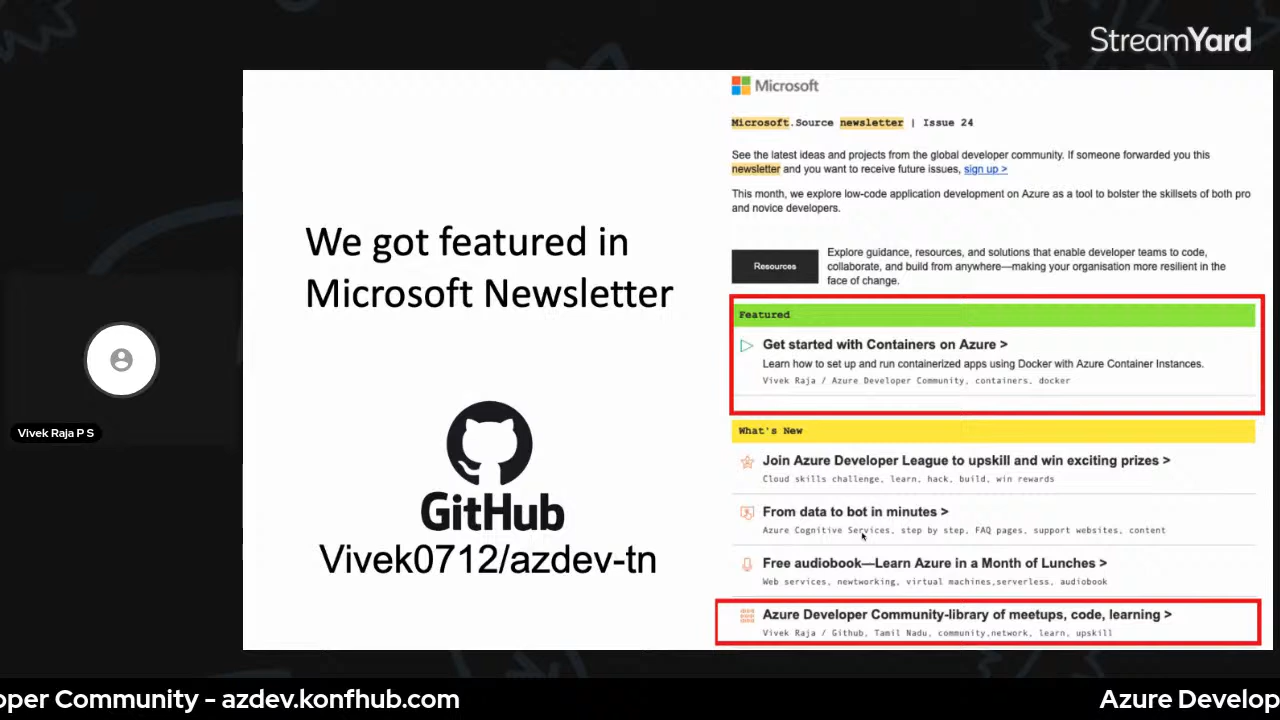 StreamYard
Microsoft
Microsoft.Source newsletter | Issue 24
See the latest ideas and projects from the global developer community. If someone forwarded you this
newsletter and you want to receive future issues, sign up >
This month, we explore low-code application development on Azure as a tool to bolster the skillsets of both pro
and novice developers.
Resources
Explore guidance, resources, and solutions that enable developer teams to code,
collaborate, and build from anywhere—making your organisation more resilient in the
face of change.
We got featured in
Microsoft Newsletter
Featured
Get started with Containers on Azure >
Learn how to set up and run containerized apps using Docker with Azure Container Instances.
Vivek Raja / Azure Developer Community, containers, docker
What's New
Join Azure Developer League to upskill and win exciting prizes >
Cloud skills challenge, learn, hack, build, win rewards
From data to bot in minutes >
Azure Cognitive Services, step by step, FAQ pages, support websites, content
Free audiobook—Learn Azure in a Month of Lunches >
Web services, newtworking, virtual machines,serverless, audiobook
Azure Developer Community-library of meetups, code, learning >
Vivek Raja / Github, Tamil Nadu, community,network, learn, upskill
GitHub
Vivek0712/azdev-tn
Vivek Raja P S
oper Community - azdev.konfhub.com
Azure Develop